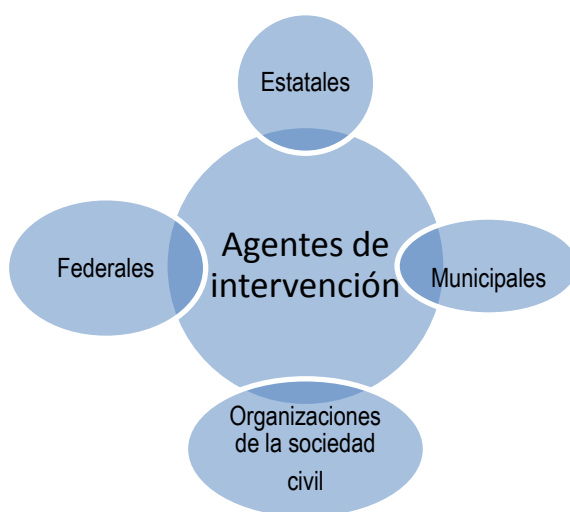 Estatales
Federales
Agentes de
intervención
Municipales
Organizaciones
de la sociedad
civil